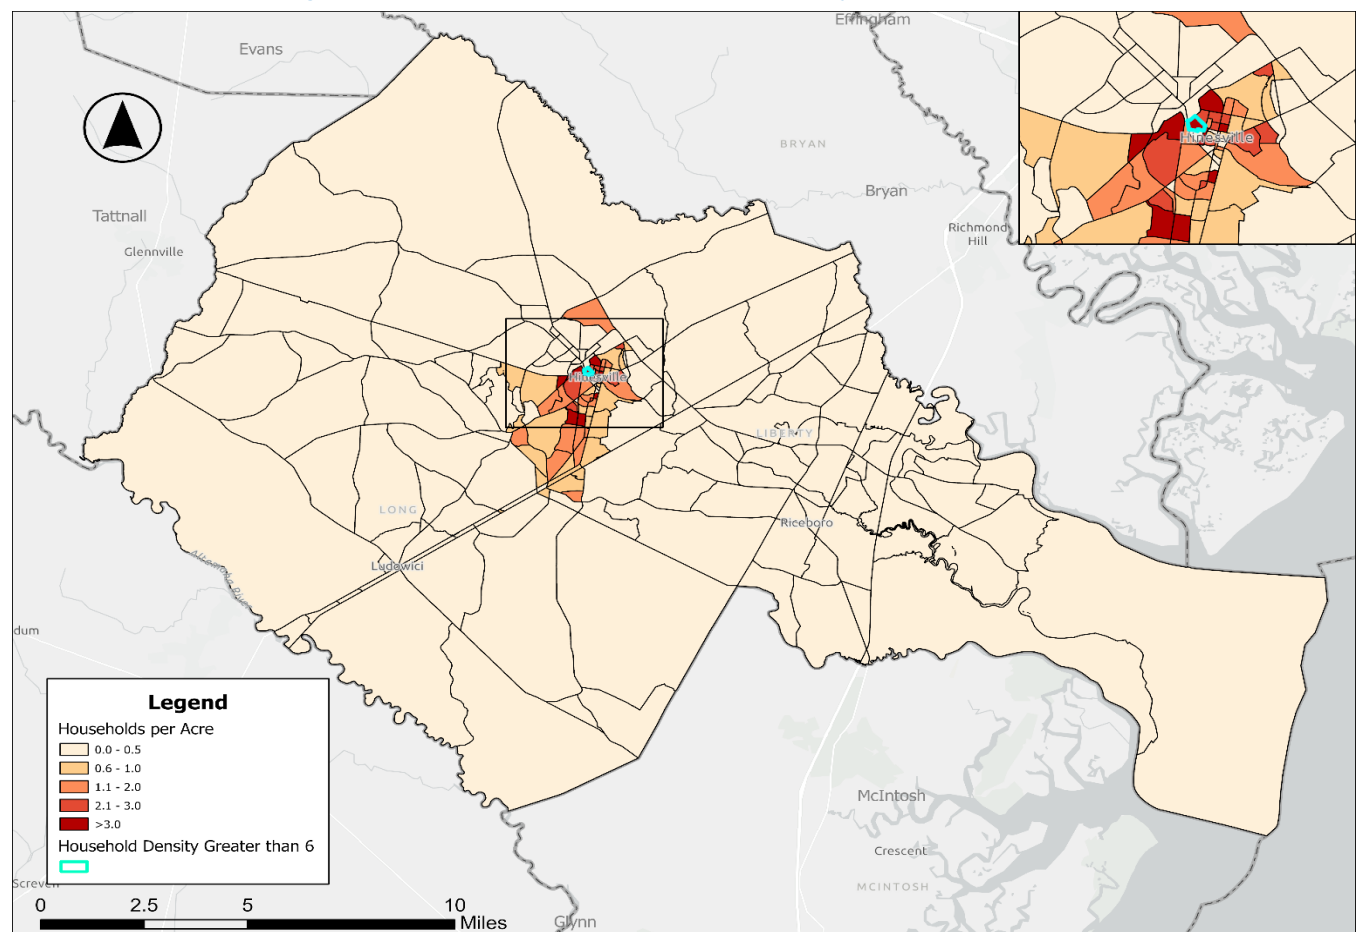 Effingham
Evans
BRYAN
Bryan
Tattnall
Glennville
Richmond
Hill
Hinesville
Hinesville
LIBERTY
LONG
Riceboro
Ludowici
Altamaha River
dum
Legend
Households per Acre
0.0 - 0.5
0.6 - 1.0
1.1 - 2.0
2.1 - 3.0
>3.0
Household Density Greater than 6
McIntosh
Crescent
MCINTOSH
Screven
0
2.5
5
10
Miles
Glynn